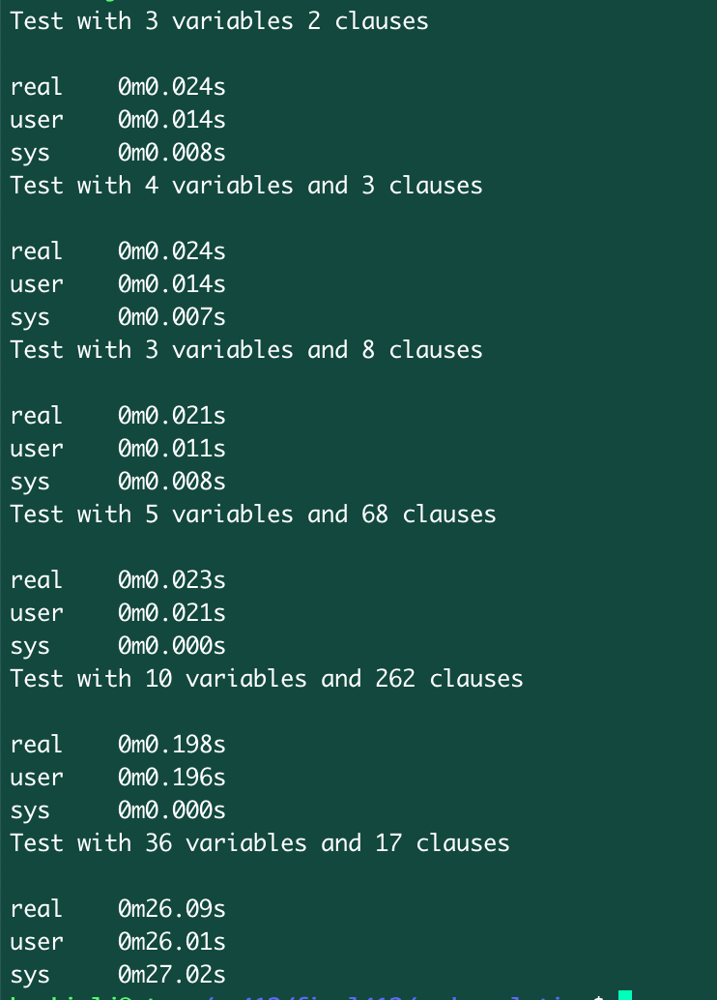 Test with 3 variables 2 clauses
real 0m0.024s
user 0m0.014s
sys 0m0.008s
Test with 4 variables and 3 clauses
real 0m0.024s
user 0m0.014s
sys 0m0.007s
Test with 3 variables and 8 clauses
real 0m0.021s
user 0m0.011s
sys 0m0.008s
Test with 5 variables and 68 clauses
real 0m0.023s
user 0m0.021s
sys 0m0.000s
Test with 10 variables and 262 clauses
real 0m0.198s
user 0m0.196s
sys 0m0.000s
Test with 36 variables and 17 clauses
real 0m26.09s
user 0m26.01s
sys 0m27.02s